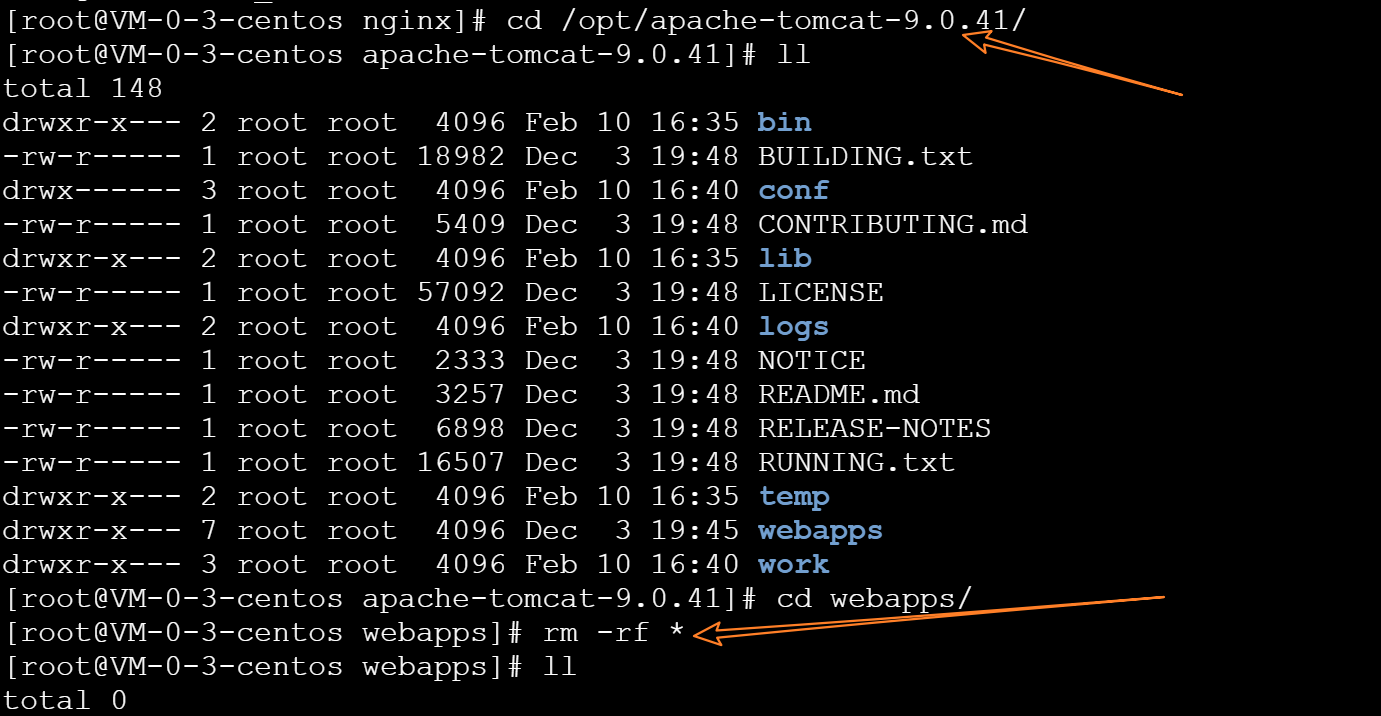 [root@VM-0-3-centos nginx]# cd /opt/apache-tomcat-9.0.41/
[root@VM-0-3-centos apache-tomcat-9.0.41]# ll
total 148
drwxr-x--- 2 root root  4096 Feb 10 16:35 bin
-rw-r----- 1 root root 18982 Dec  3 19:48 BUILDING.txt
drwx------ 3 root root  4096 Feb 10 16:40 conf
-rw-r----- 1 root root  5409 Dec  3 19:48 CONTRIBUTING.md
drwxr-x--- 2 root root  4096 Feb 10 16:35 lib
-rw-r----- 1 root root 57092 Dec  3 19:48 LICENSE
drwxr-x--- 2 root root  4096 Feb 10 16:40 logs
-rw-r----- 1 root root  2333 Dec  3 19:48 NOTICE
-rw-r----- 1 root root  3257 Dec  3 19:48 README.md
-rw-r----- 1 root root  6898 Dec  3 19:48 RELEASE-NOTES
-rw-r----- 1 root root 16507 Dec  3 19:48 RUNNING.txt
drwxr-x--- 2 root root  4096 Feb 10 16:35 temp
drwxr-x--- 7 root root  4096 Dec  3 19:45 webapps
drwxr-x--- 3 root root  4096 Feb 10 16:40 work
[root@VM-0-3-centos apache-tomcat-9.0.41]# cd webapps/
[root@VM-0-3-centos webapps]# rm -rf *
[root@VM-0-3-centos webapps]# ll
total 0